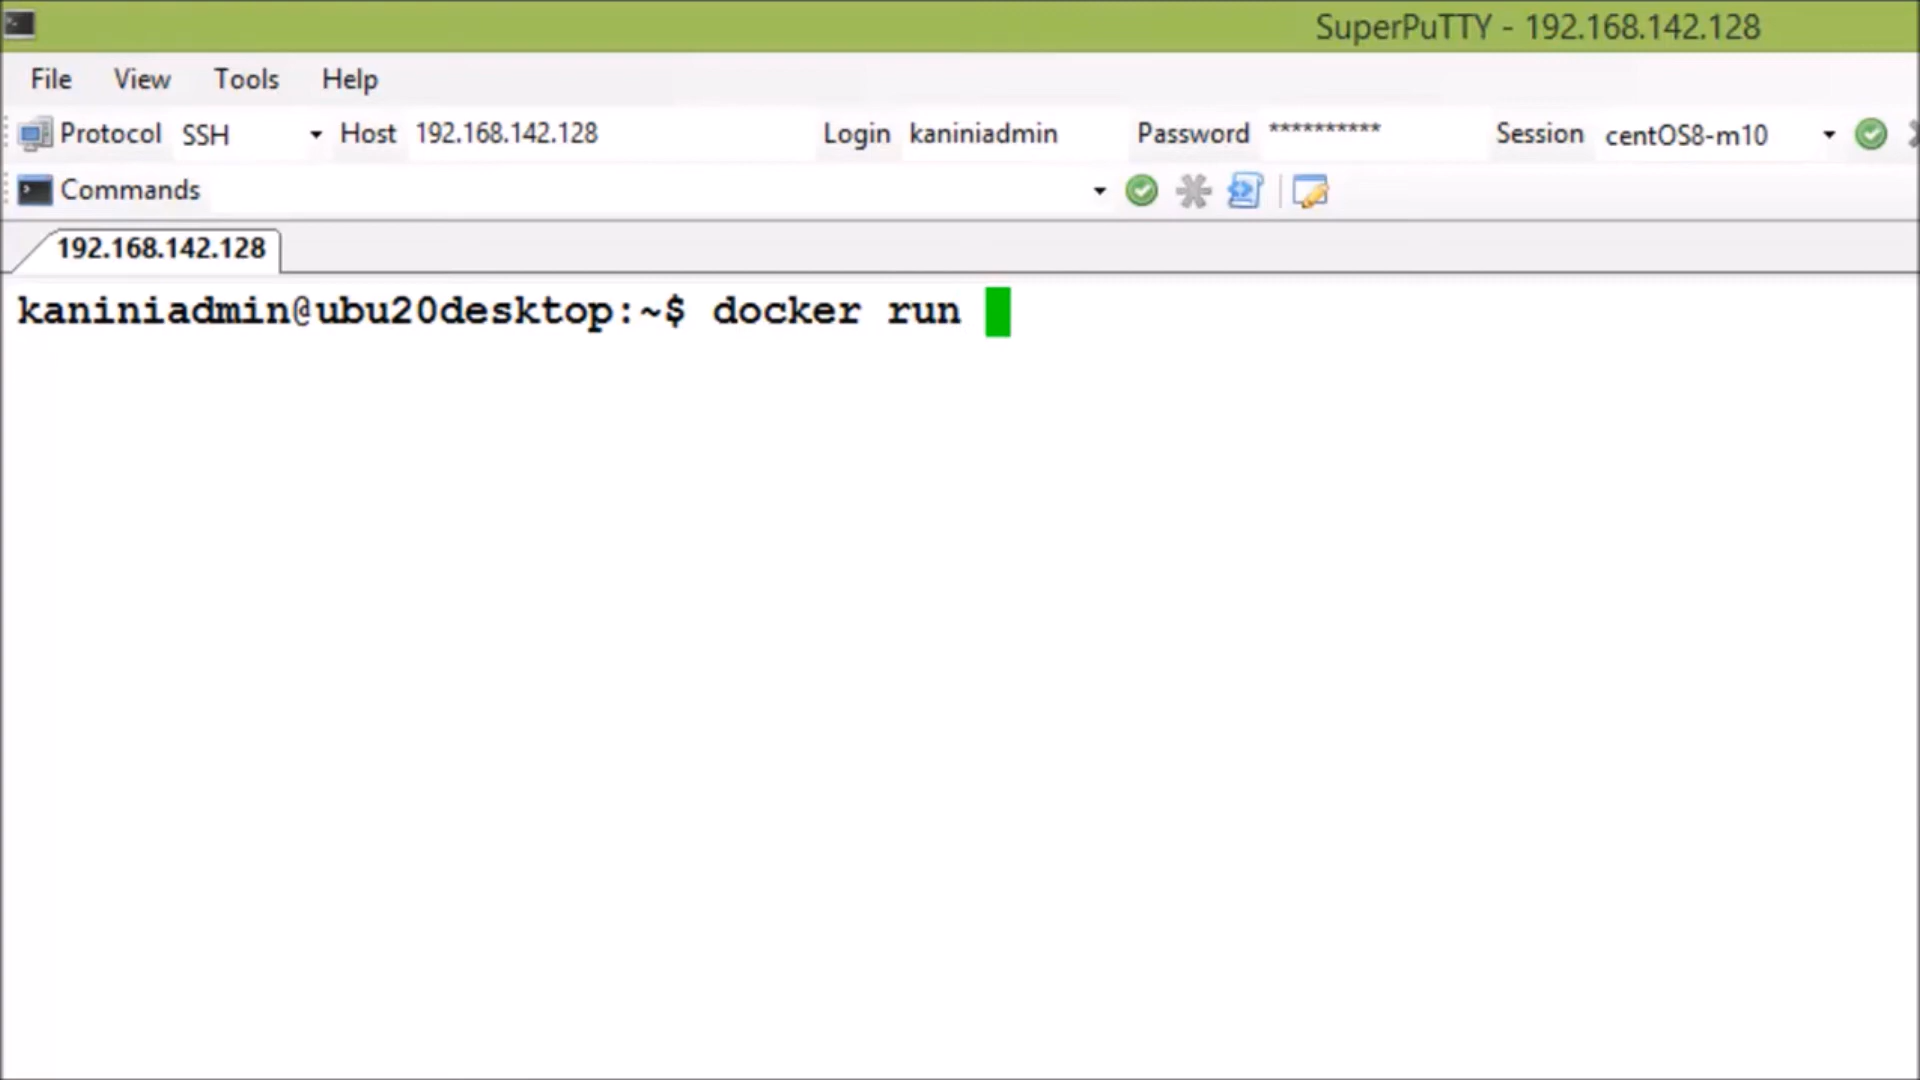 SuperPuTTY - 192.168.142.128
File View Tools Help
Protocol SSH Host 192.168.142.128 Login kaniniadmin Password ********** Session centOS8-m10
Commands
192.168.142.128
kaniniadmin@ubu20desktop:~$ docker run